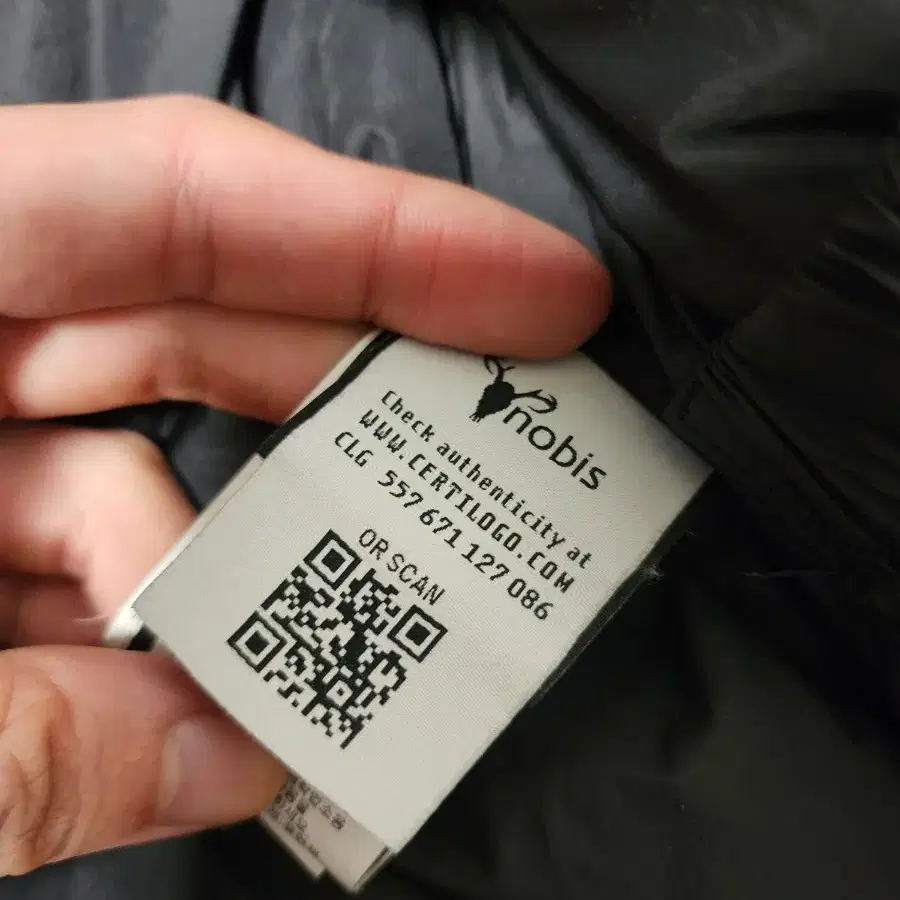 nobis
Check authenticity at
WWW.CERTILOGO.COM
CLG 557 671 127 086
OR SCAN